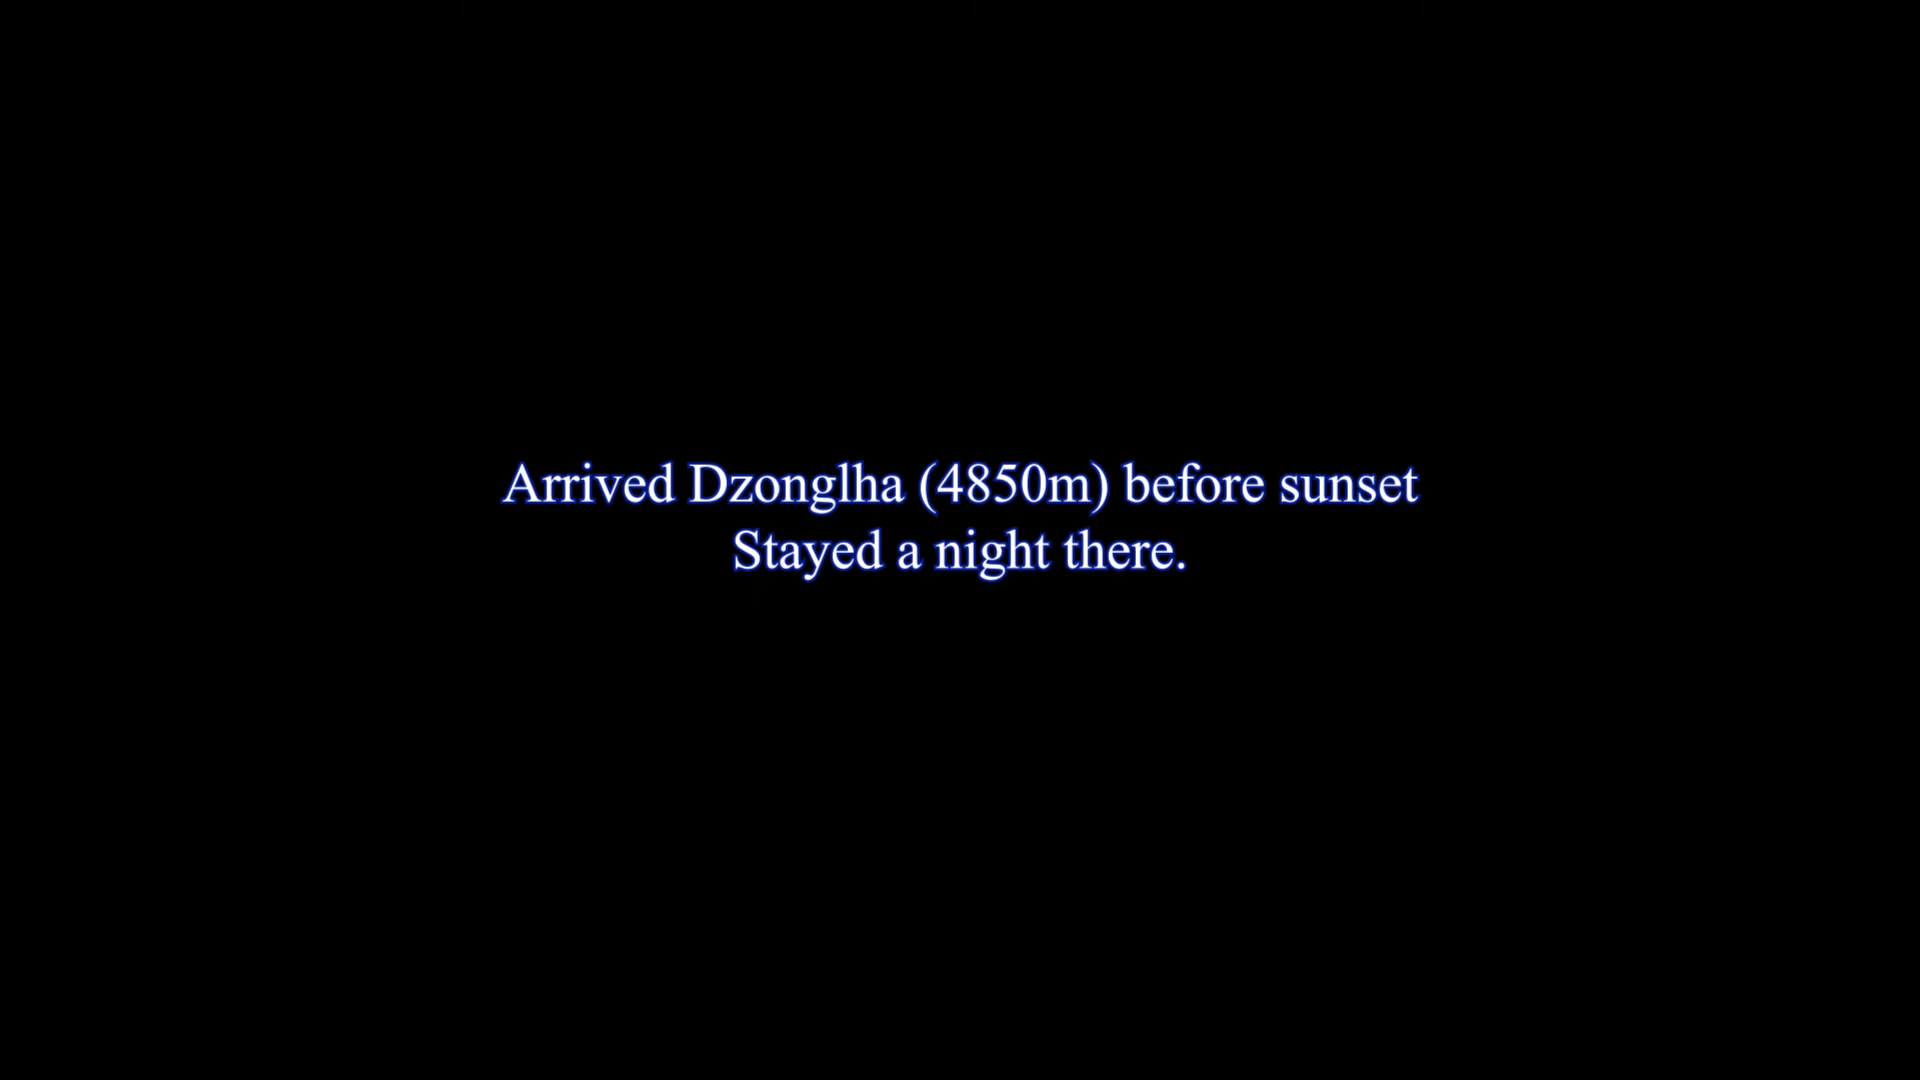 Arrived Dzonglha (4850m) before sunset
Stayed a night there.